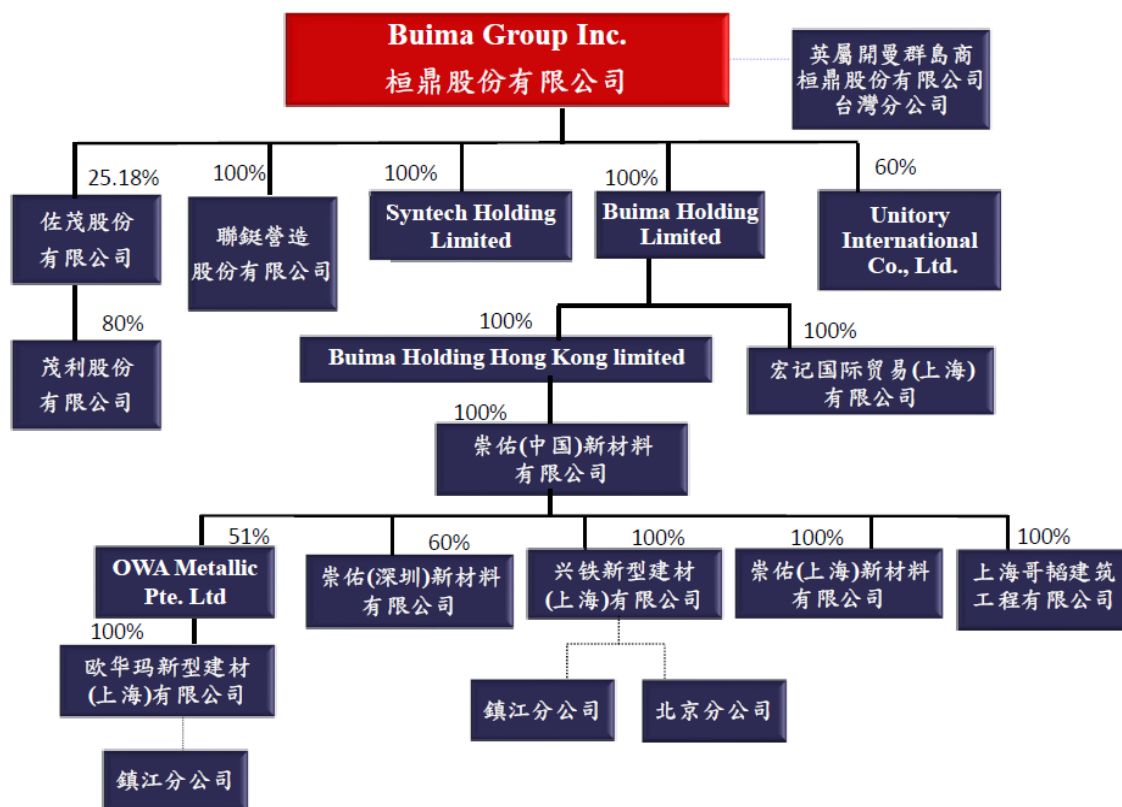 Buima Group Inc.
桓鼎股份有限公司
英屬開曼群島商
桓鼎股份有限公司
台灣分公司
25.18%
100%
100%
100%
60%
佐茂股份
有限公司
聯鋌營造
股份有限公司
Syntech Holding
Limited
Buima Holding
Limited
Unitory
International
Co., Ltd.
80%
100%
100%
茂利股份
有限公司
Buima Holding Hong Kong limited
宏记国际贸易(上海)
有限公司
100%
崇佑(中国)新材料
有限公司
51%
60%
100%
100%
100%
OWA Metallic
Pte. Ltd
崇佑(深圳)新材料
有限公司
兴铁新型建材
(上海)有限公司
崇佑(上海)新材料
有限公司
上海哥韬建筑
工程有限公司
100%
欧华玛新型建材
(上海)有限公司
鎮江分公司
北京分公司
鎮江分公司